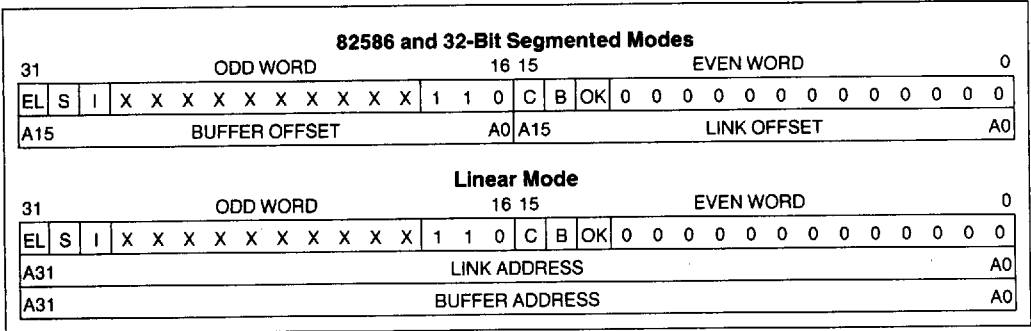 82586 and 32-Bit Segmented Modes
31 ODD WORD 16 15 EVEN WORD 0
EL S I X X X X X X X X X X 1 1 0 C B OK 0 0 0 0 0 0 0 0 0 0 0 0 0
A15 BUFFER OFFSET A0 A15 LINK OFFSET A0
Linear Mode
31 ODD WORD 16 15 EVEN WORD 0
EL S I X X X X X X X X X X 1 1 0 C B OK 0 0 0 0 0 0 0 0 0 0 0 0 0
A31 LINK ADDRESS A0
A31 BUFFER ADDRESS A0